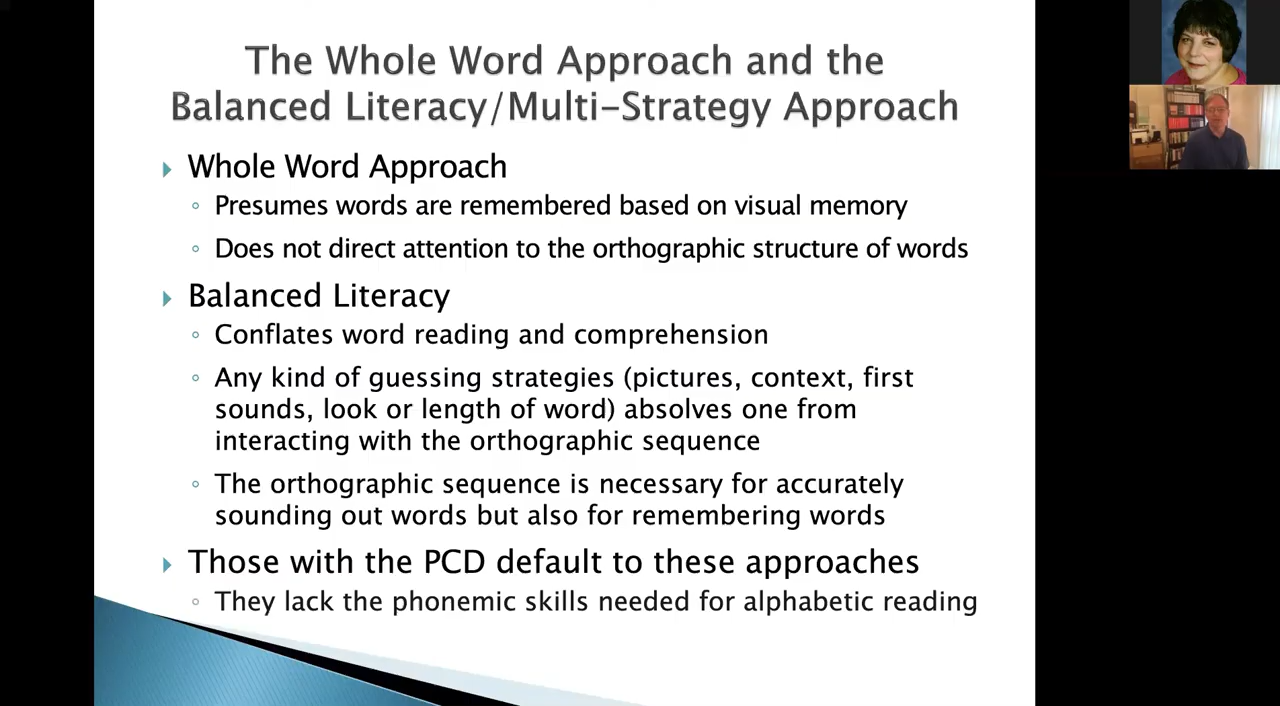 The Whole Word Approach and the
Balanced Literacy/Multi-Strategy Approach
Whole Word Approach
Presumes words are remembered based on visual memory
Does not direct attention to the orthographic structure of words
Balanced Literacy
Conflates word reading and comprehension
Any kind of guessing strategies (pictures, context, first
sounds, look or length of word) absolves one from
interacting with the orthographic sequence
The orthographic sequence is necessary for accurately
sounding out words but also for remembering words
Those with the PCD default to these approaches
They lack the phonemic skills needed for alphabetic reading